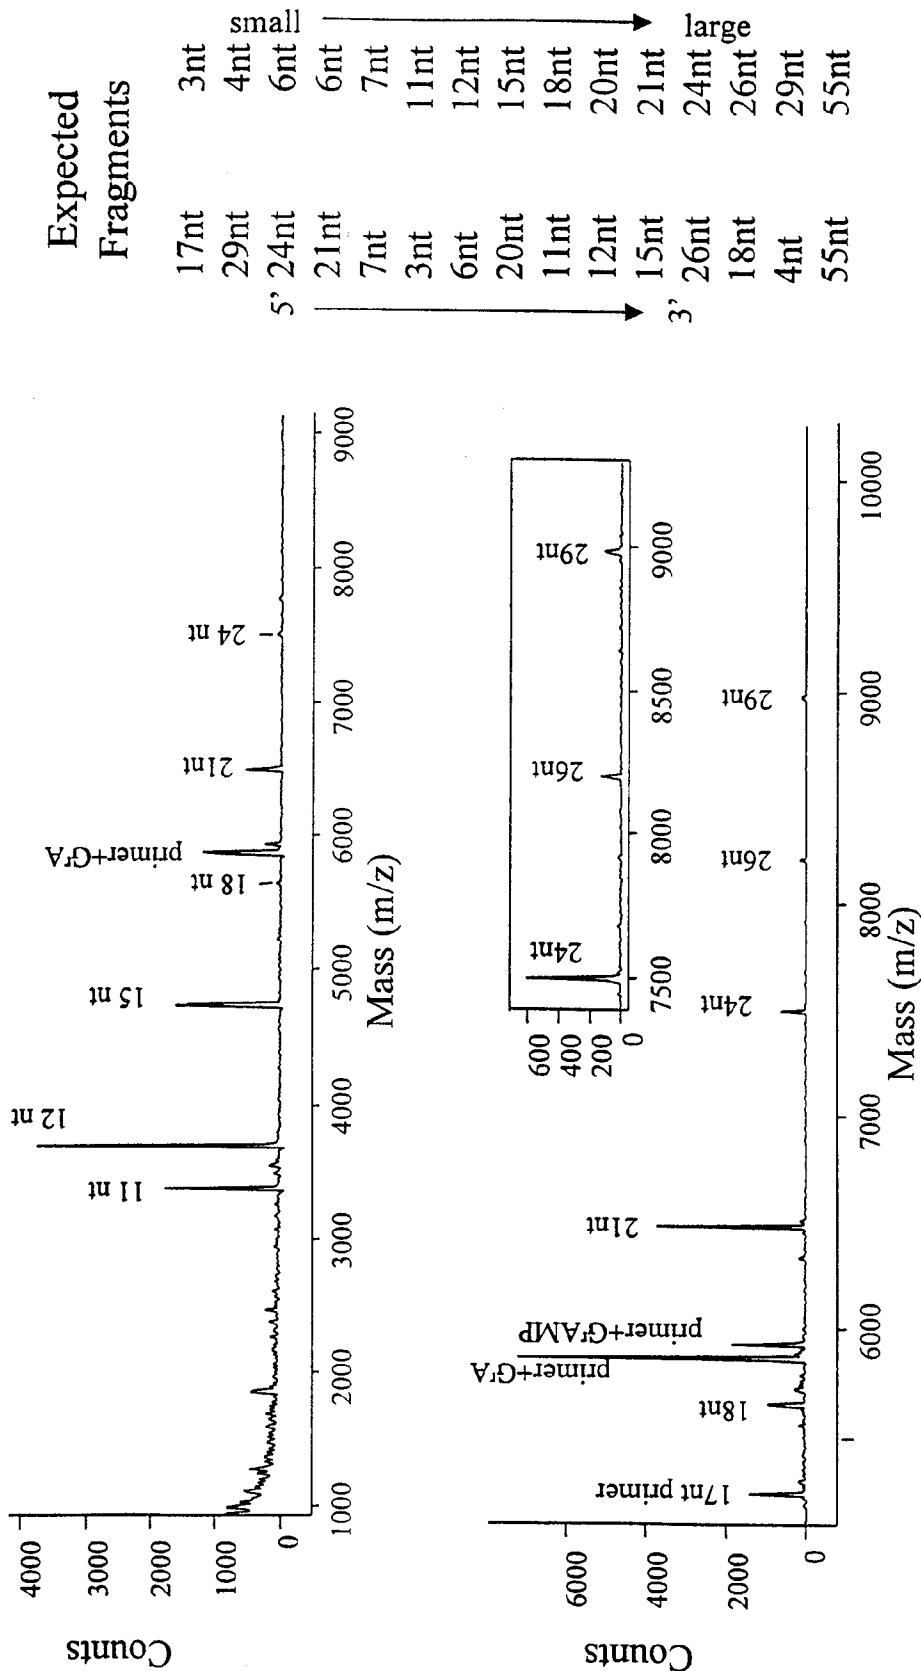 Expected
Fragments
small
large
17nt 3nt
29nt 4nt
5' 24nt 6nt
21nt 6nt
7nt 7nt
3nt 11nt
6nt 12nt
20nt 15nt
11nt 18nt
12nt 20nt
15nt 21nt
3' 26nt 24nt
18nt 26nt
4nt 29nt
55nt 55nt
Counts
4000
3000
2000
1000
0
11 nt
12 nt
15 nt
18 nt
primer+GʳA
21nt
24 nt
1000 2000 3000 4000 5000 6000 7000 8000 9000
Mass (m/z)
Counts
6000
4000
2000
0
17nt primer
18nt
primer+GʳA
primer+GʳAMP
21nt
24nt
26nt
29nt
6000 7000 8000 9000 10000
Mass (m/z)
600
400
200
0
24nt
26nt
29nt
7500 8000 8500 9000